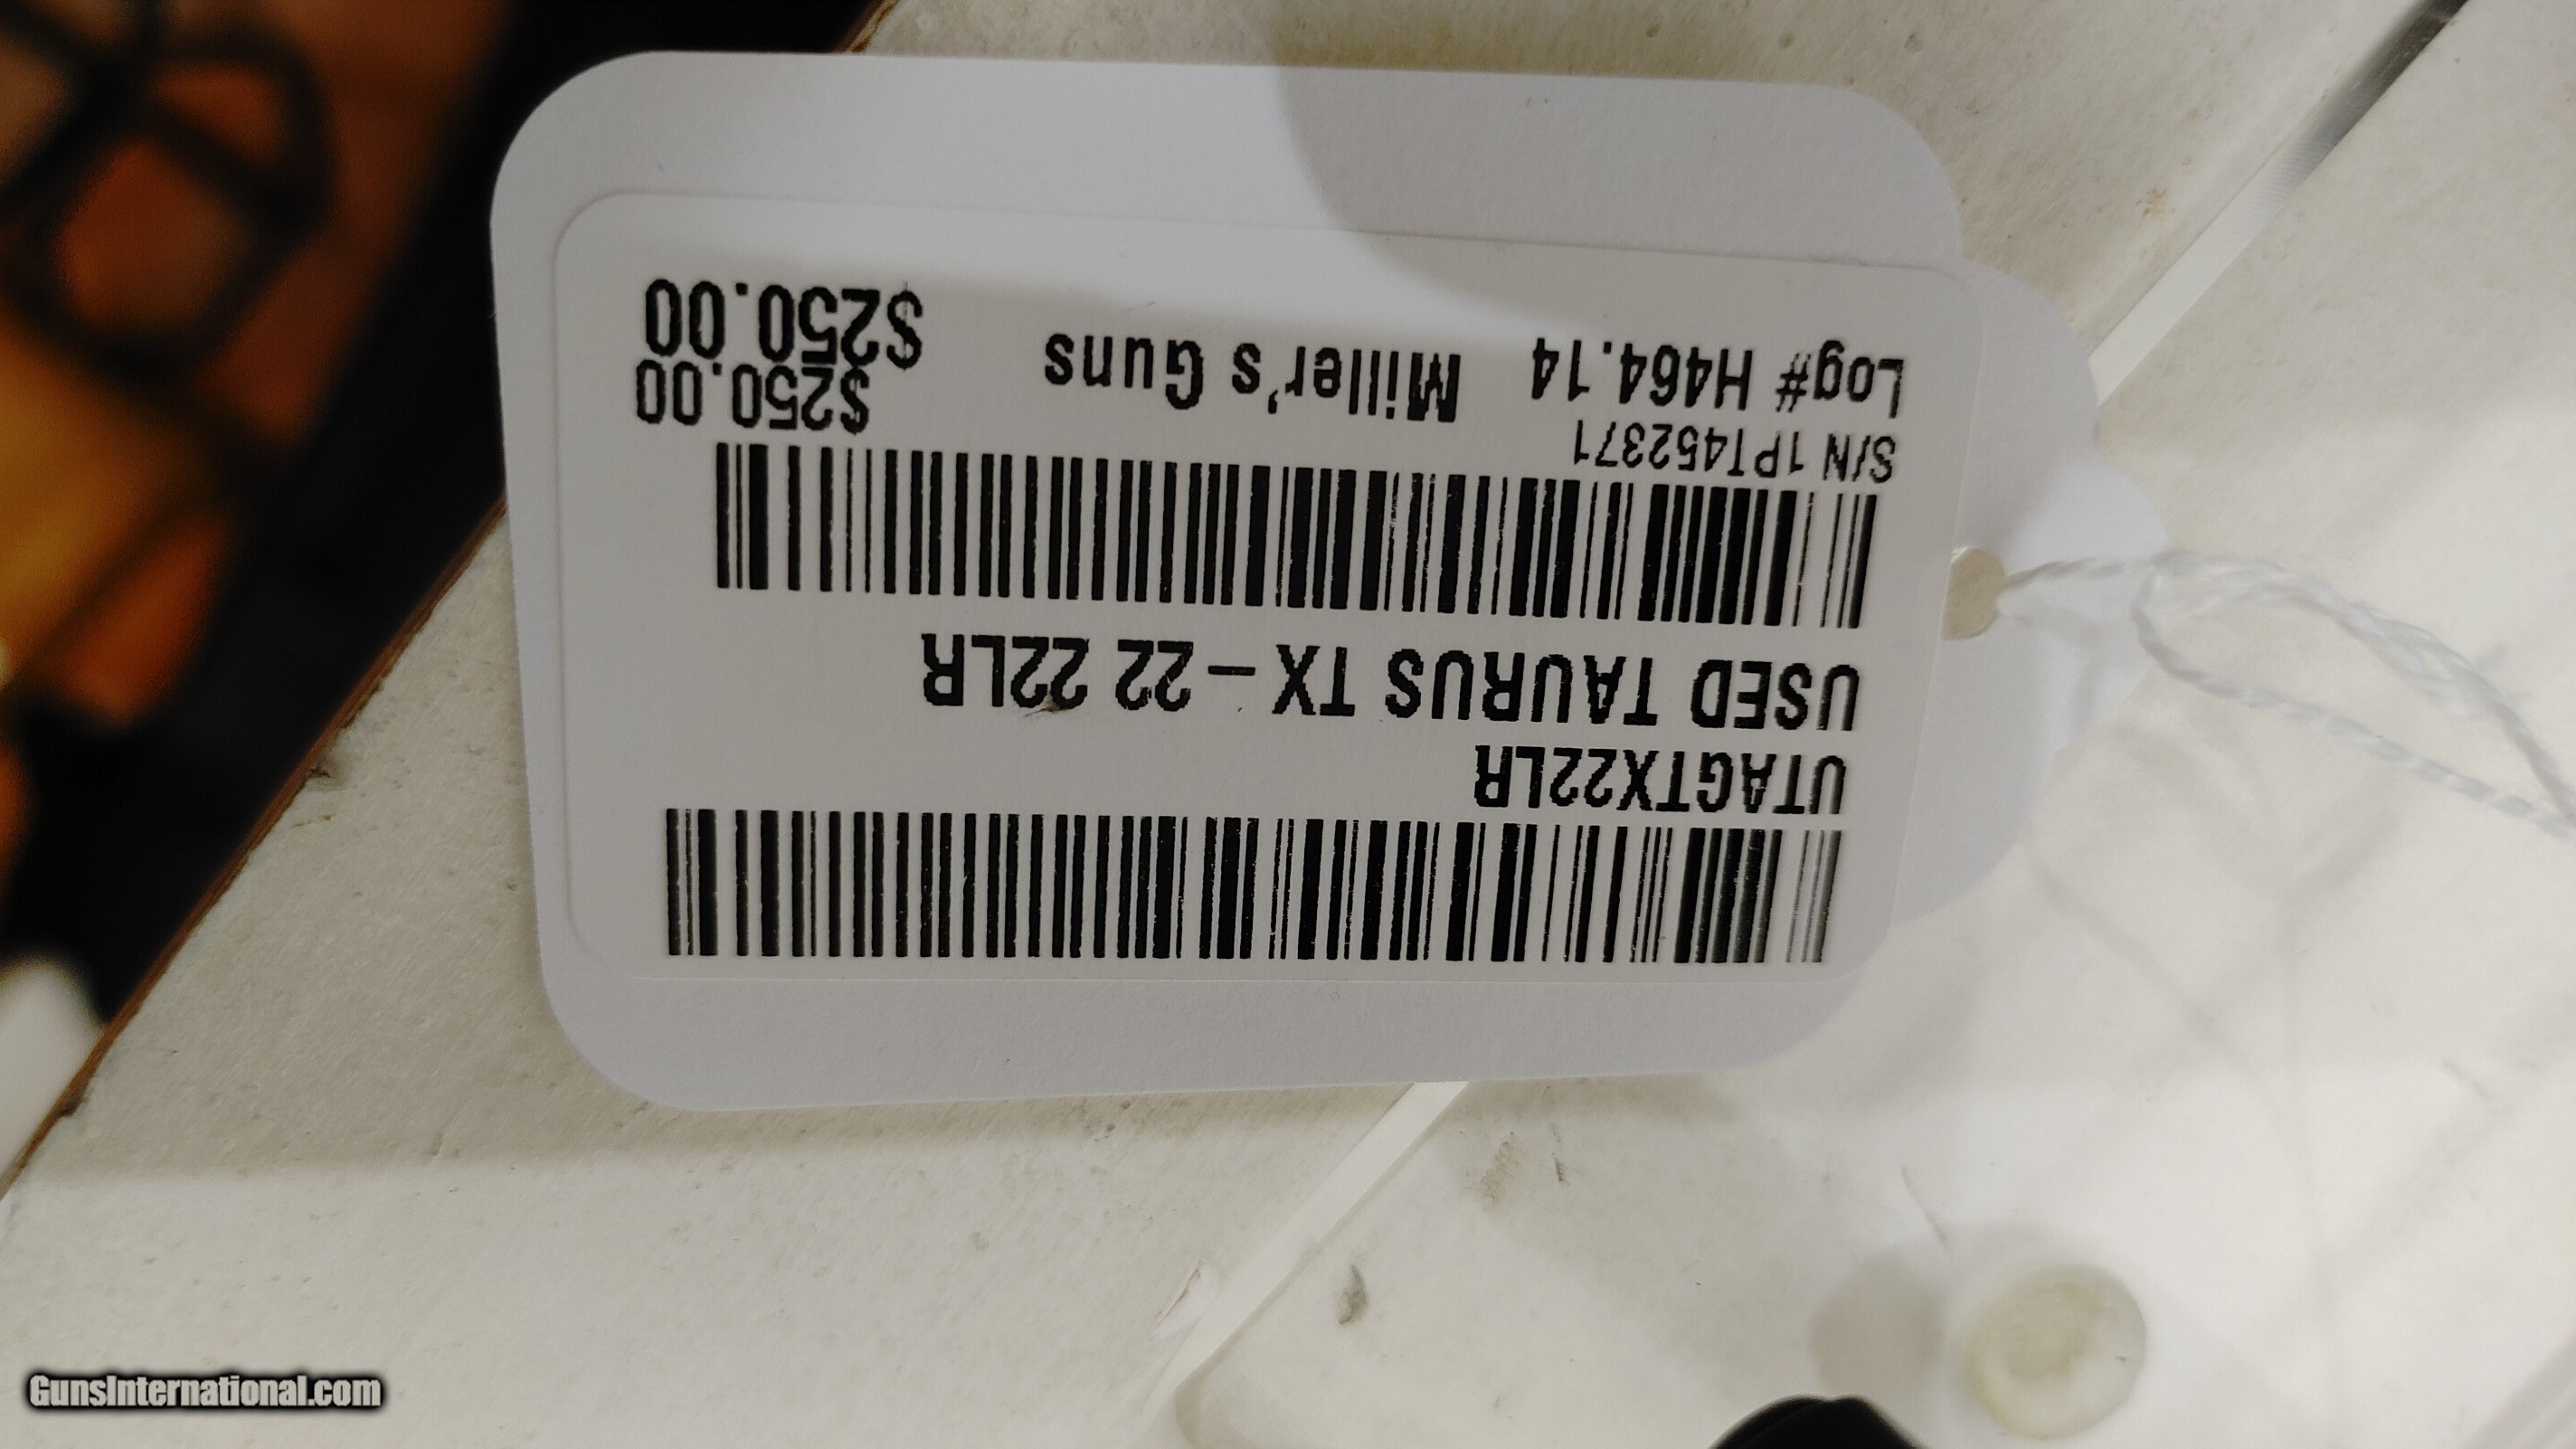 UTAGTX22LR
USED TAURUS TX - 22 22LR
S/N 1PT452371
Log# H464.14 Miller's Guns
$250.00
$250.00
GunsInternational.com